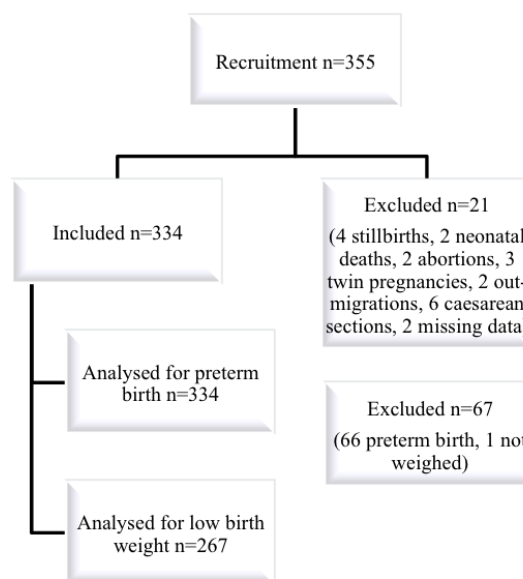 Recruitment n=355
Included n=334
Excluded n=21
(4 stillbirths, 2 neonatal
deaths, 2 abortions, 3
twin pregnancies, 2 out-
migrations, 6 caesarean
sections, 2 missing data)
Analysed for preterm
birth n=334
Excluded n=67
(66 preterm birth, 1 not
weighed)
Analysed for low birth
weight n=267